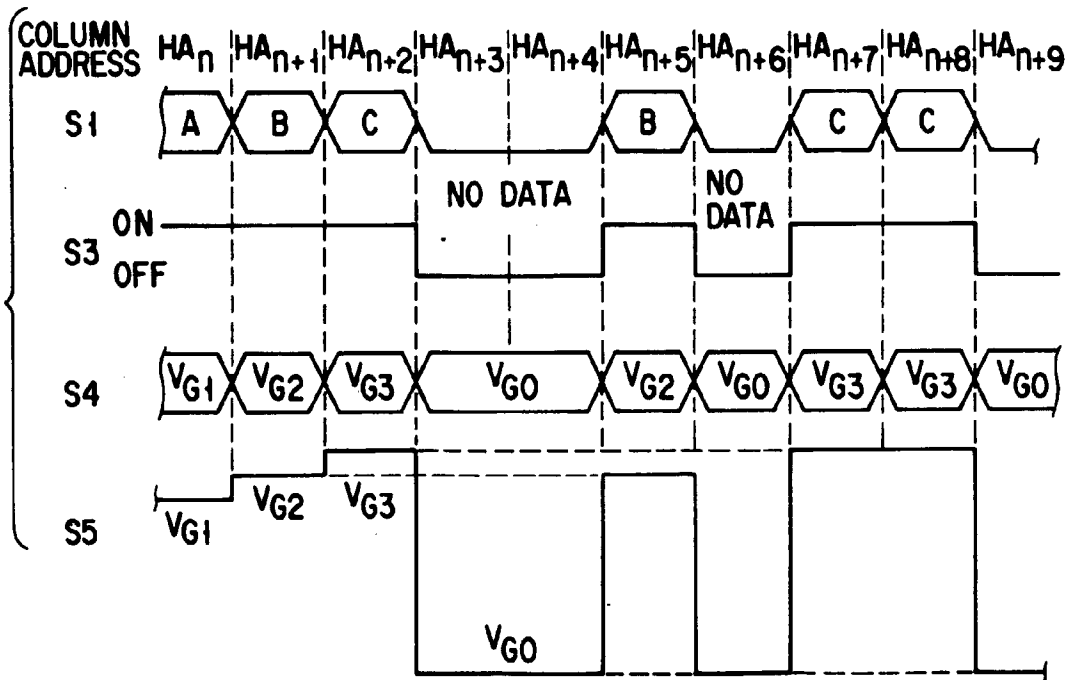 COLUMN ADDRESS HAn HAn+1 HAn+2 HAn+3 HAn+4 HAn+5 HAn+6 HAn+7 HAn+8 HAn+9
S1 A B C B C C
NO DATA NO DATA
S3 ON
OFF
S4 VG1 VG2 VG3 VG0 VG2 VG0 VG3 VG3 VG0
S5 VG1 VG2 VG3
VG0